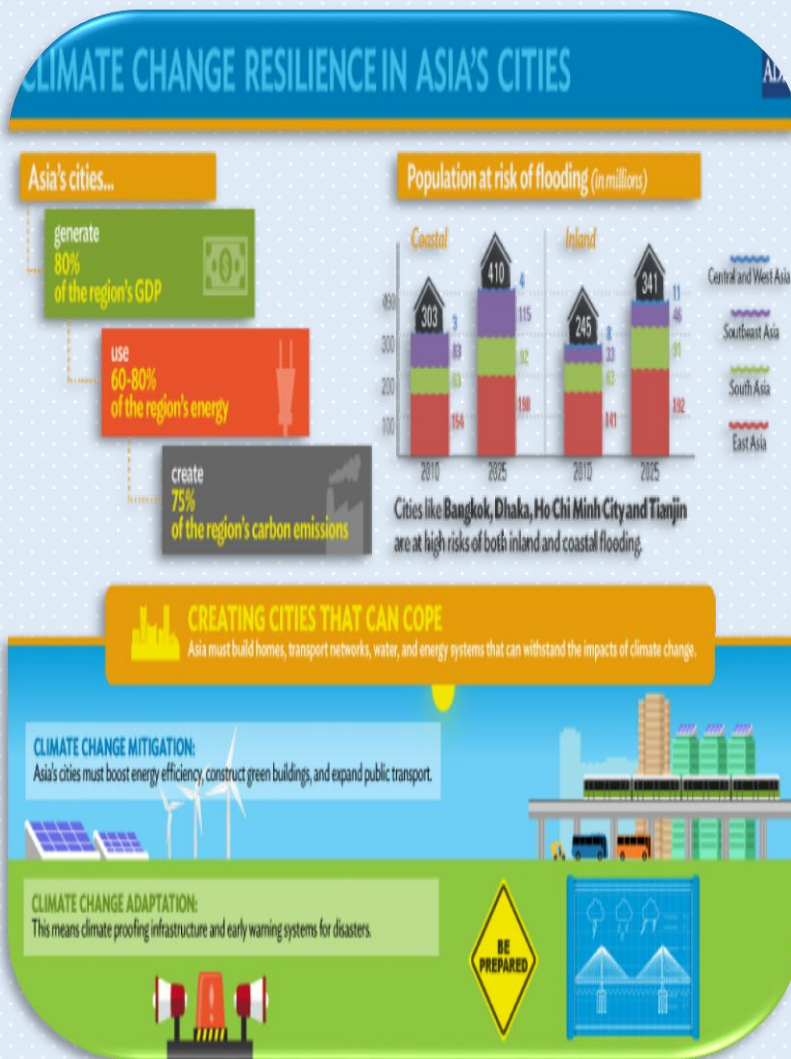 CLIMATE CHANGE RESILIENCE IN ASIA'S CITIES
Asia's cities...
generate
80%
of the region's GDP
use
60-80%
of the region's energy
create
75%
of the region's carbon emissions
Population at risk of flooding (in millions)
Coastal
Inland
303
410
245
341
3
83
63
154
4
115
92
198
8
33
63
141
11
46
91
192
300
200
100
2010
2025
2010
2025
Central and West Asia
Southeast Asia
South Asia
East Asia
Cities like Bangkok, Dhaka, Ho Chi Minh City and Tianjin
are at high risks of both inland and coastal flooding.
CREATING CITIES THAT CAN COPE
Asia must build homes, transport networks, water, and energy systems that can withstand the impacts of climate change.
CLIMATE CHANGE MITIGATION:
Asia's cities must boost energy efficiency, construct green buildings, and expand public transport.
CLIMATE CHANGE ADAPTATION:
This means climate proofing infrastructure and early warning systems for disasters.
BE
PREPARED